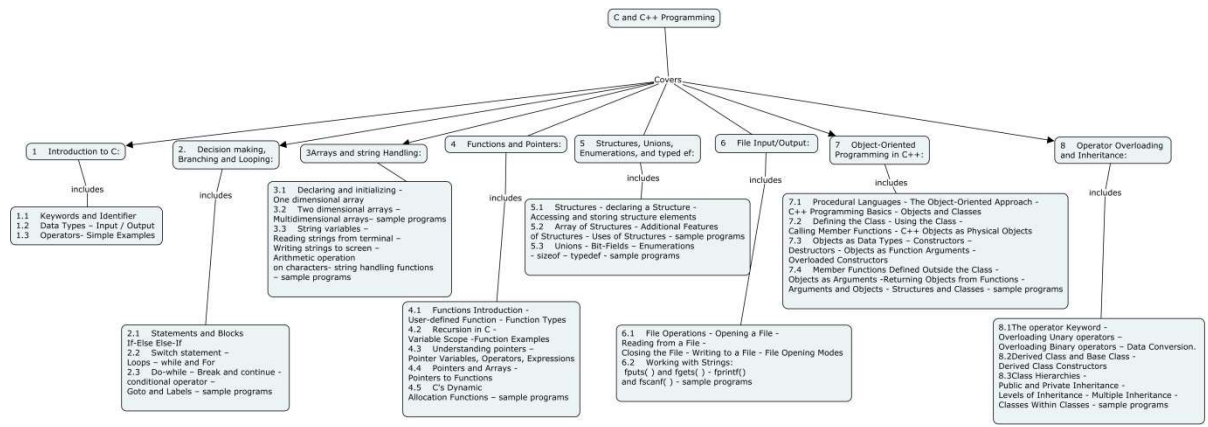 C and C++ Programming
Covers
1 Introduction to C:
includes
1.1 Keywords and Identifier
1.2 Data Types – Input / Output
1.3 Operators- Simple Examples
2. Decision making,
Branching and Looping:
includes
2.1 Statements and Blocks
If-Else Else-If
2.2 Switch statement –
Loops – while and For
2.3 Do-while – Break and continue -
conditional operator –
Goto and Labels – sample programs
3Arrays and string Handling:
includes
3.1 Declaring and initializing -
One dimensional array
3.2 Two dimensional arrays –
Multidimensional arrays– sample programs
3.3 String variables –
Reading strings from terminal –
Writing strings to screen –
Arithmetic operation
on characters- string handling functions
– sample programs
4 Functions and Pointers:
includes
4.1 Functions Introduction -
User-defined Function - Function Types
4.2 Recursion in C -
Variable Scope -Function Examples
4.3 Understanding pointers –
Pointer Variables, Operators, Expressions
4.4 Pointers and Arrays -
Pointers to Functions
4.5 C's Dynamic
Allocation Functions – sample programs
5 Structures, Unions,
Enumerations, and typed ef:
includes
5.1 Structures - declaring a Structure -
Accessing and storing structure elements
5.2 Array of Structures - Additional Features
of Structures - Uses of Structures - sample programs
5.3 Unions - Bit-Fields – Enumerations
- sizeof – typedef - sample programs
6 File Input/Output:
includes
6.1 File Operations - Opening a File -
Reading from a File -
Closing the File - Writing to a File - File Opening Modes
6.2 Working with Strings:
fputs( ) and fgets( ) - fprintf()
and fscanf( ) - sample programs
7 Object-Oriented
Programming in C++:
includes
7.1 Procedural Languages - The Object-Oriented Approach -
C++ Programming Basics - Objects and Classes
7.2 Defining the Class - Using the Class -
Calling Member Functions - C++ Objects as Physical Objects
7.3 Objects as Data Types – Constructors –
Destructors - Objects as Function Arguments -
Overloaded Constructors
7.4 Member Functions Defined Outside the Class -
Objects as Arguments -Returning Objects from Functions -
Arguments and Objects - Structures and Classes - sample programs
8 Operator Overloading
and Inheritance:
includes
8.1The operator Keyword -
Overloading Unary operators –
Overloading Binary operators – Data Conversion.
8.2Derived Class and Base Class -
Derived Class Constructors
8.3Class Hierarchies -
Public and Private Inheritance -
Levels of Inheritance - Multiple Inheritance -
Classes Within Classes - sample programs